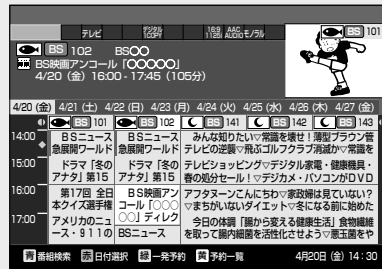 テレビ デジタル COPY 16:9 1125i AAC AUDIO モノラル
BS 101
BS 102 BS○○
BS映画アンコール「○○○○○」
4/20 (金) 16:00 - 17:45 (105分)
4/20 (金) 4/21 (土) 4/22 (日) 4/23 (月) 4/24 (火) 4/25 (水) 4/26 (木) 4/27 (金)
BS 101 BS 102 BS 141 BS 142 BS 143
14:00 BSニュース BSニュース みんな知りたい▽常識を壊せ!薄型ブラウン管
急展開ワールド 急展開ワールド テレビの逆襲▽飛ぶゴルフクラブ消滅か▽常識を
15:00 ドラマ「冬の ドラマ「冬の テレビショッピング▽デジタル家電・健康機具・
アナタ」第15 アナタ」第15 春の処分セール!▽デジカメ・パソコンがDVD
16:00 第17回 全日 BS映画アン アフタヌーンこんにちわ▽家政婦は見ていない?
本クイズ選手権 コール「○○○ ▽まちがいないダイエット▽冬になる前に始めた
17:00 アメリカのニュ ○○」ディレク 今日の体調「腸から変える健康生活」食物繊維
ース・911の BSニュース を取って腸内細菌を活性化させよう▽悪玉菌をや
青 番組検索 赤 日付選択 緑 一発予約 黄 予約一覧 4月20日 (金) 14:30